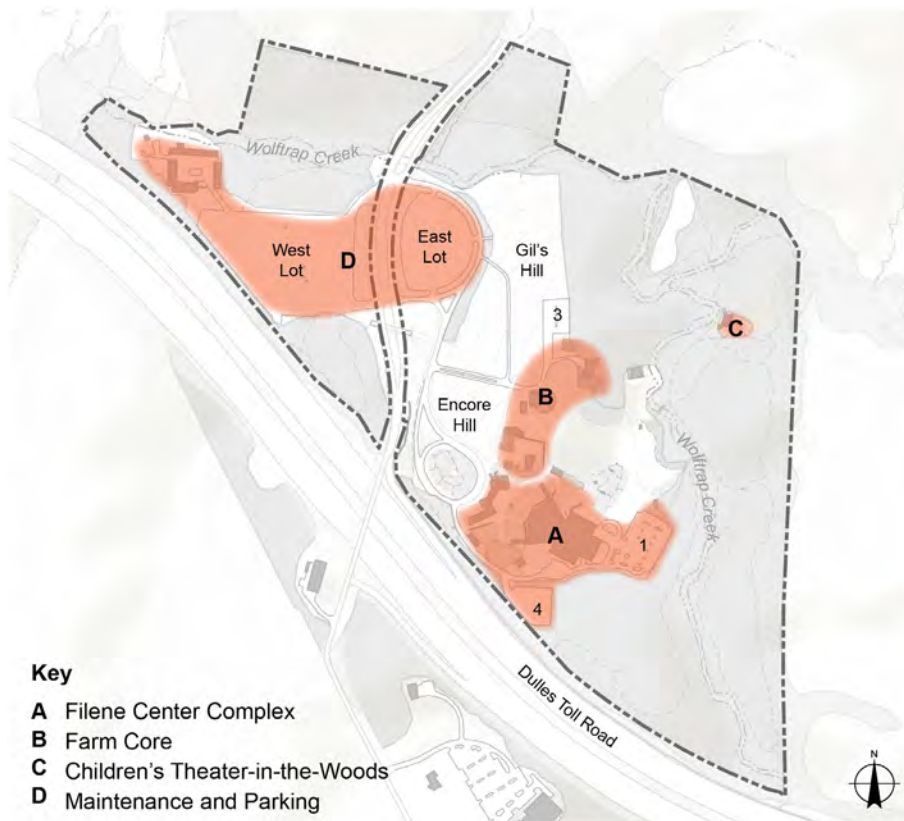 Wolftrap Creek
West
Lot
D
East
Lot
Gil's
Hill
3
C
B
Encore
Hill
Wolftrap Creek
A
1
4
Dulles Toll Road
Key
A Filene Center Complex
B Farm Core
C Children's Theater-in-the-Woods
D Maintenance and Parking
N